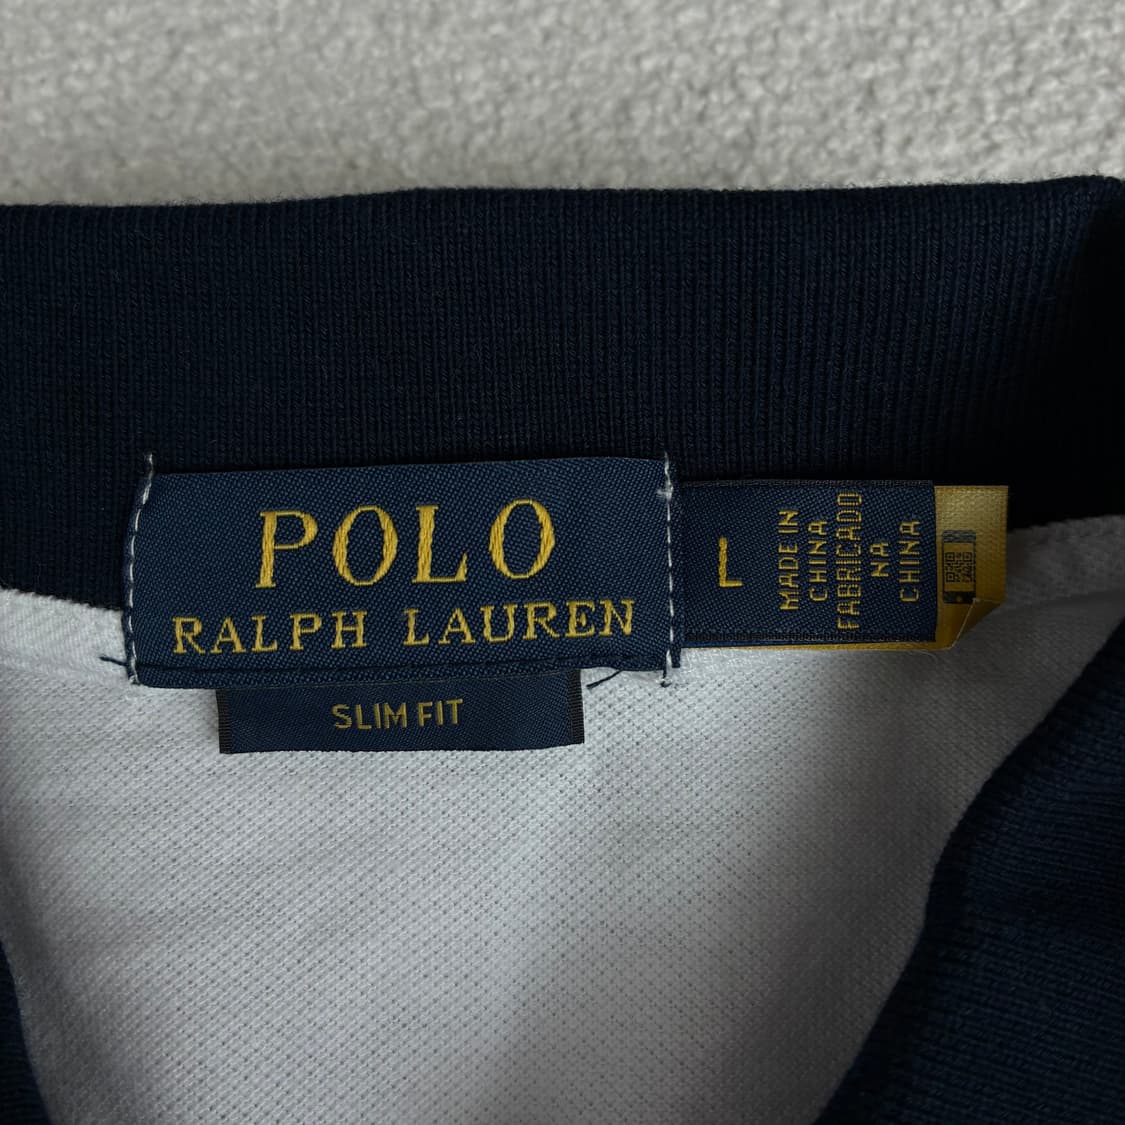 POLO
RALPH LAUREN
SLIM FIT
L
MADE IN
CHINA
FABRICADO
NA
CHINA